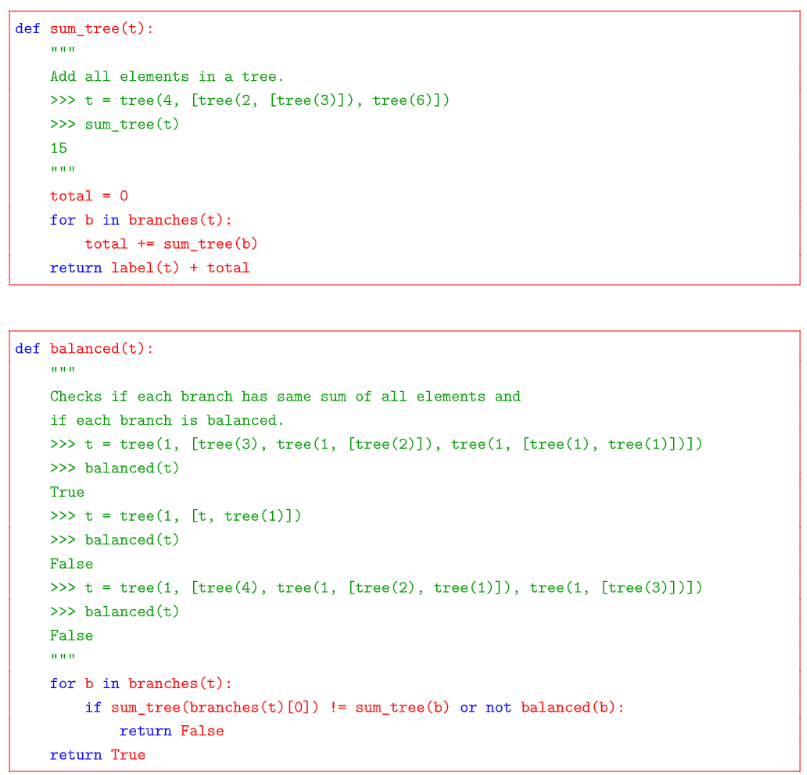 def sum_tree(t):
    """
    Add all elements in a tree.
    >>> t = tree(4, [tree(2, [tree(3)]), tree(6)])
    >>> sum_tree(t)
    15
    """
    total = 0
    for b in branches(t):
        total += sum_tree(b)
    return label(t) + total
def balanced(t):
    """
    Checks if each branch has same sum of all elements and
    if each branch is balanced.
    >>> t = tree(1, [tree(3), tree(1, [tree(2)]), tree(1, [tree(1), tree(1)])])
    >>> balanced(t)
    True
    >>> t = tree(1, [t, tree(1)])
    >>> balanced(t)
    False
    >>> t = tree(1, [tree(4), tree(1, [tree(2), tree(1)]), tree(1, [tree(3)])])
    >>> balanced(t)
    False
    """
    for b in branches(t):
        if sum_tree(branches(t)[0]) != sum_tree(b) or not balanced(b):
            return False
    return True